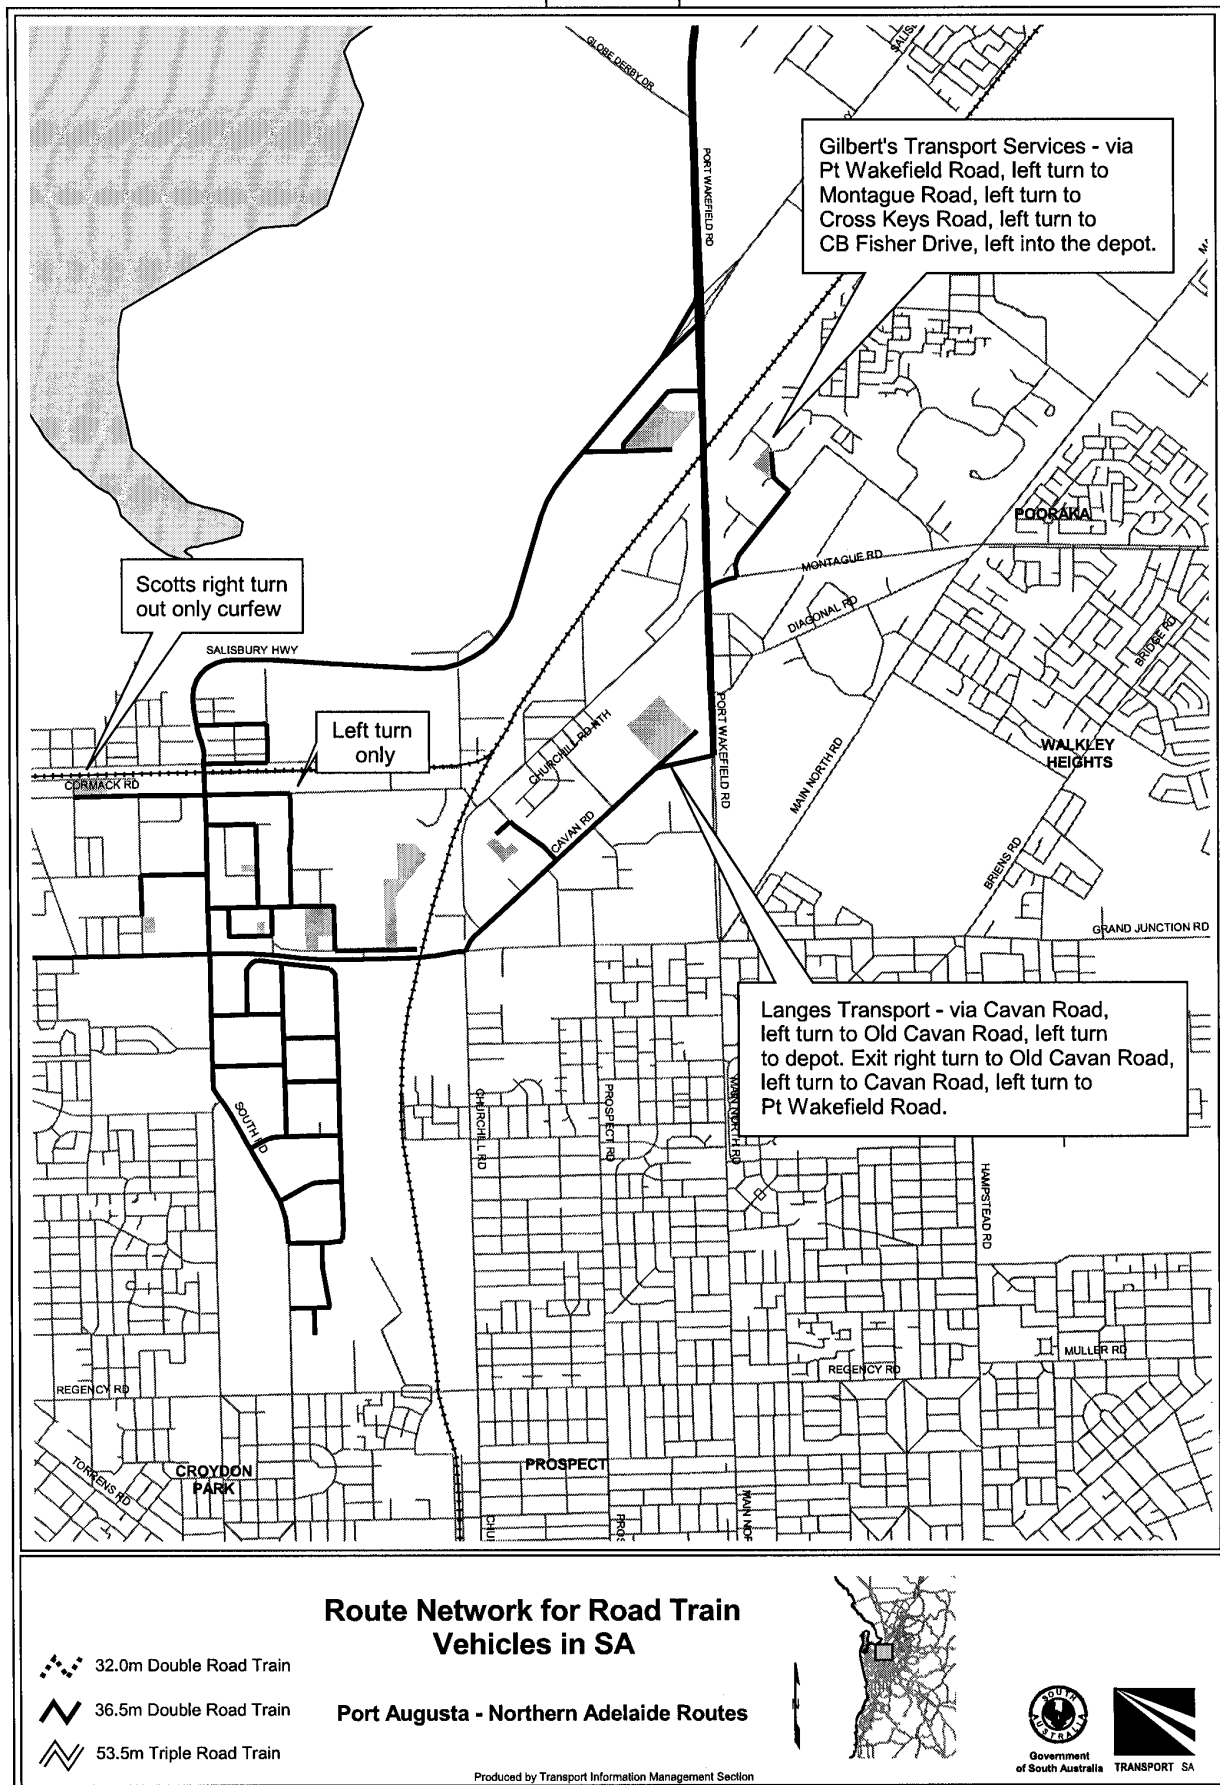 GLOBE DERBY DR
PORT WAKEFIELD RD
Gilbert's Transport Services - via
Pt Wakefield Road, left turn to
Montague Road, left turn to
Cross Keys Road, left turn to
CB Fisher Drive, left into the depot.
POORAKA
MONTAGUE RD
DIAGONAL RD
BRIDGE RD
Scotts right turn
out only curfew
SALISBURY HWY
Left turn
only
CORMACK RD
CHURCHILL RD NTH
PORT WAKEFIELD RD
MAIN NORTH RD
WALKLEY
HEIGHTS
CAVAN RD
BRIENS RD
GRAND JUNCTION RD
Langes Transport - via Cavan Road,
left turn to Old Cavan Road, left turn
to depot. Exit right turn to Old Cavan Road,
left turn to Cavan Road, left turn to
Pt Wakefield Road.
SOUTH RD
CHURCHILL RD
PROSPECT RD
MAIN NORTH RD
HAMPSTEAD RD
MULLER RD
REGENCY RD
REGENCY RD
TORRENS RD
CROYDON
PARK
PROSPECT
CHU
PROS
MAIN NOR
Route Network for Road Train
Vehicles in SA
Port Augusta - Northern Adelaide Routes
32.0m Double Road Train
36.5m Double Road Train
53.5m Triple Road Train
Produced by Transport Information Management Section
SOUTH
AUSTRALIA
Government
of South Australia
TRANSPORT SA